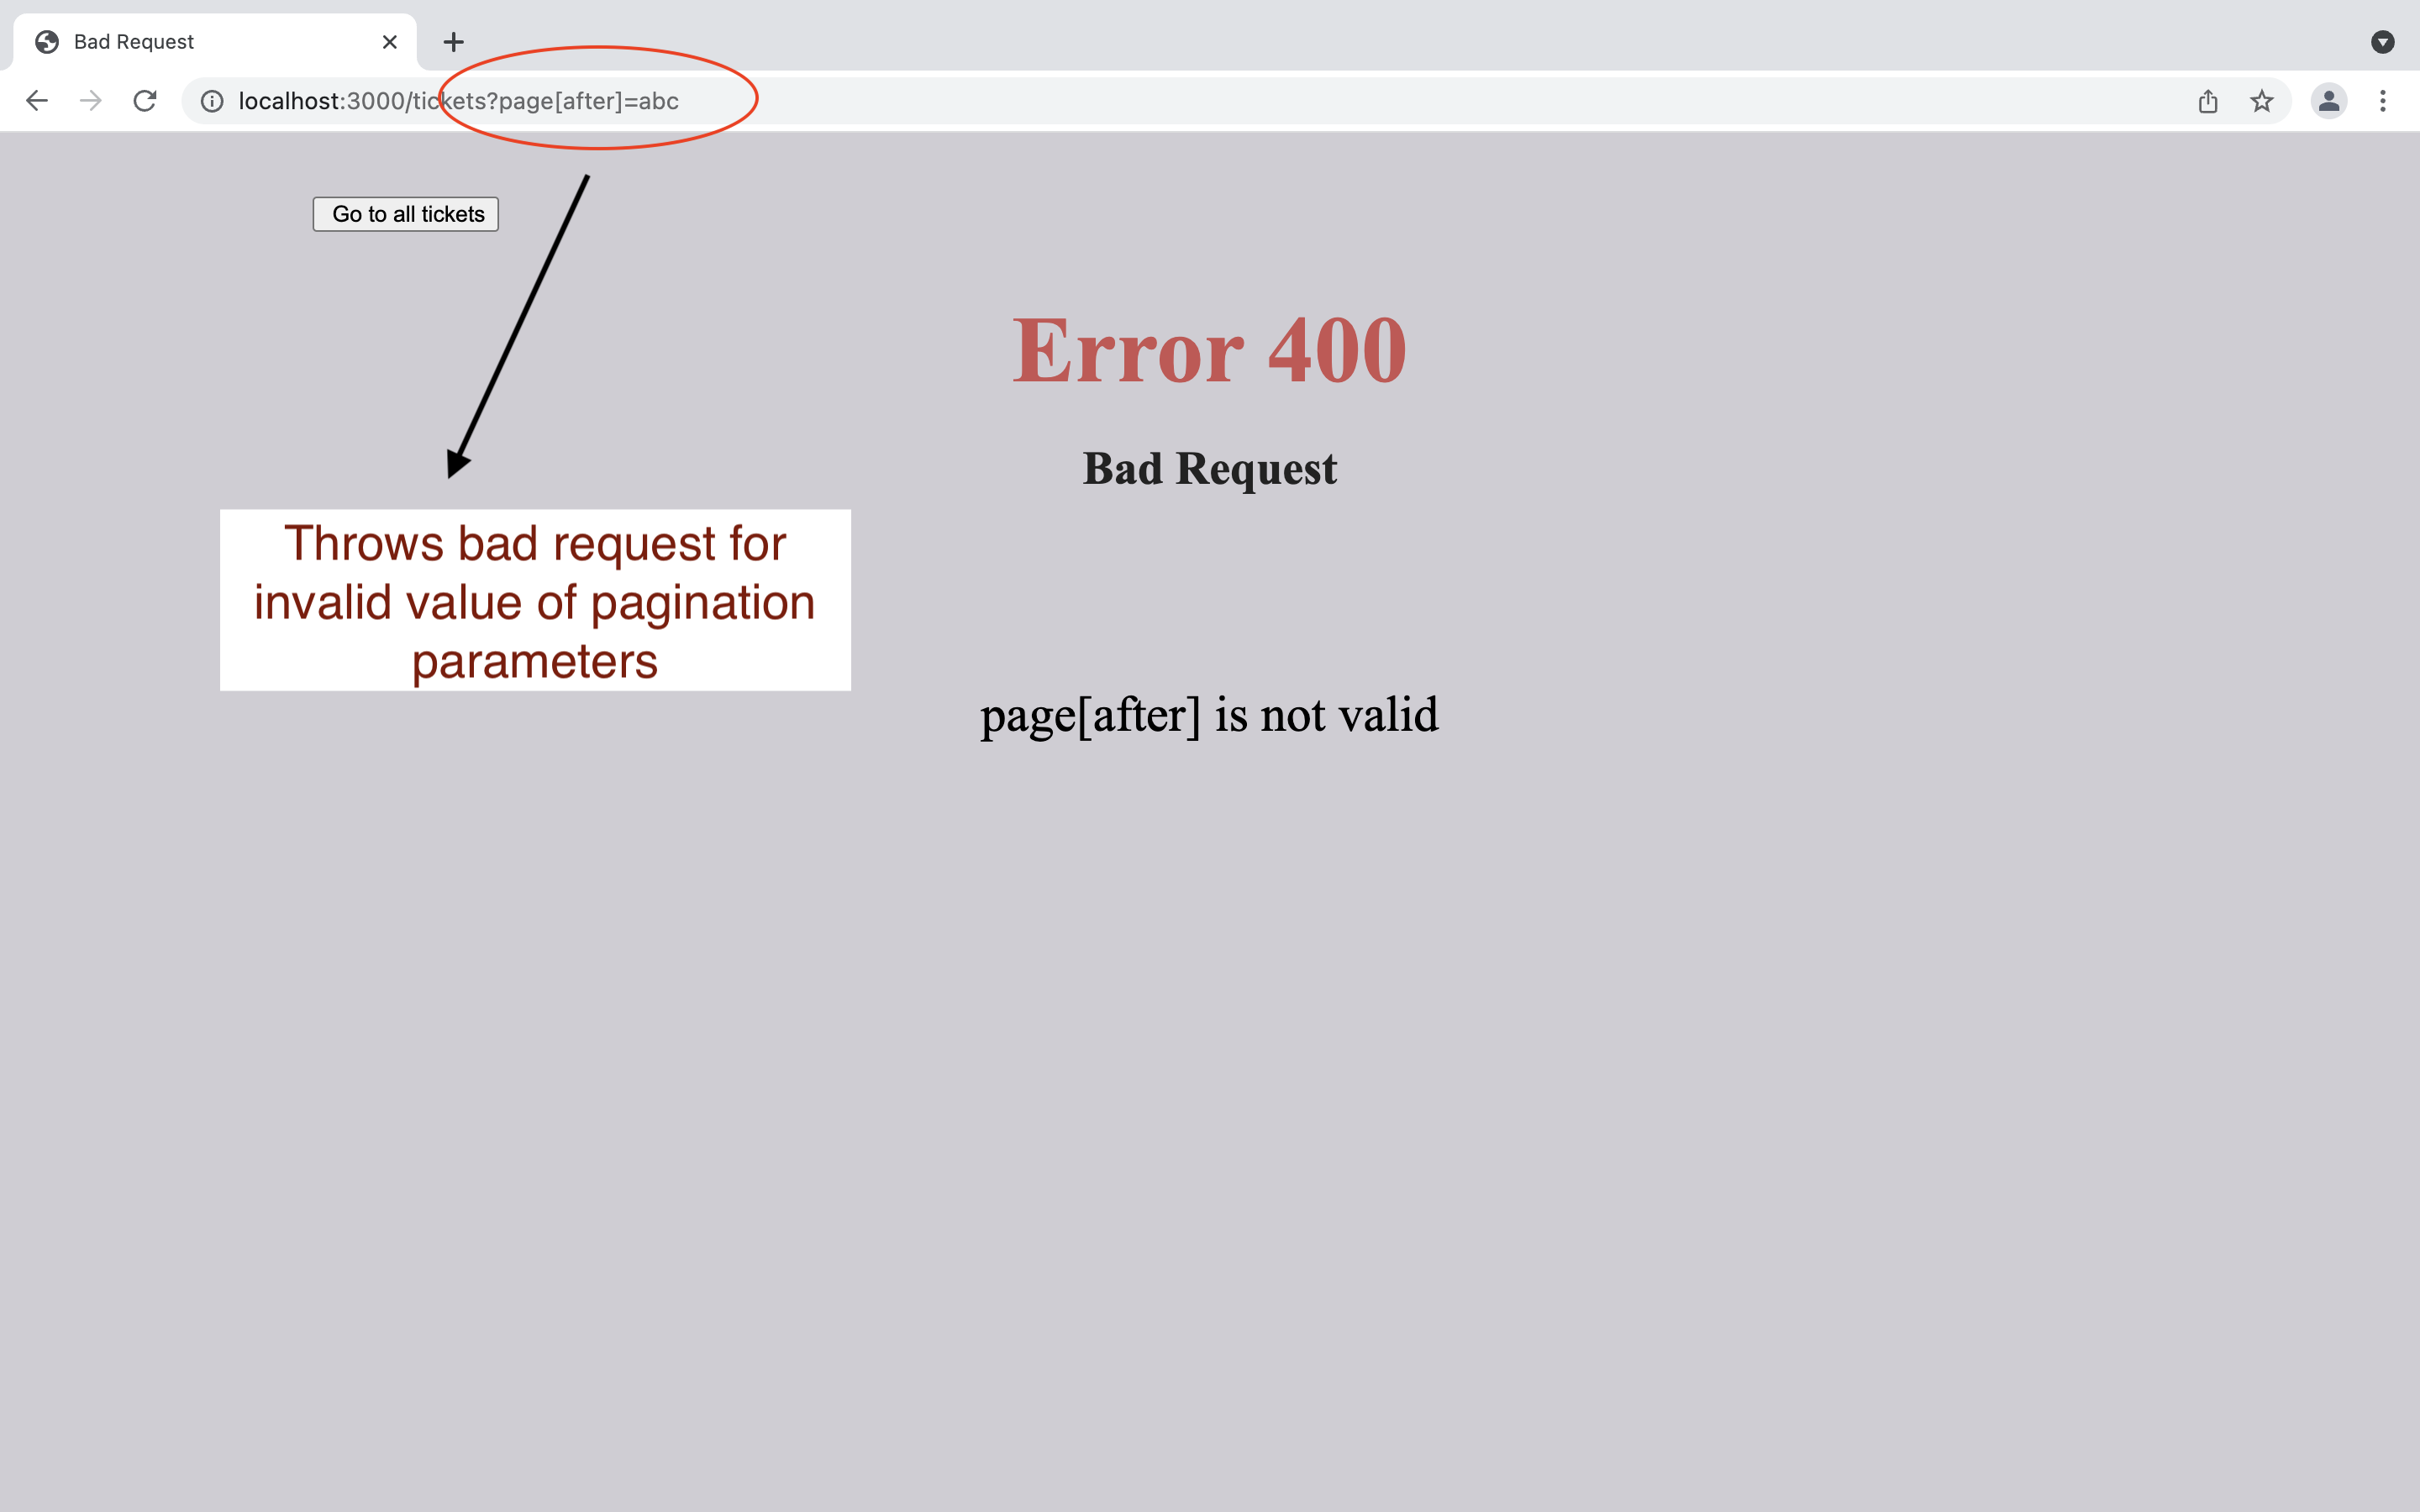 Bad Request
localhost:3000/tickets?page[after]=abc
Go to all tickets
Error 400
Bad Request
Throws bad request for
invalid value of pagination
parameters
page[after] is not valid